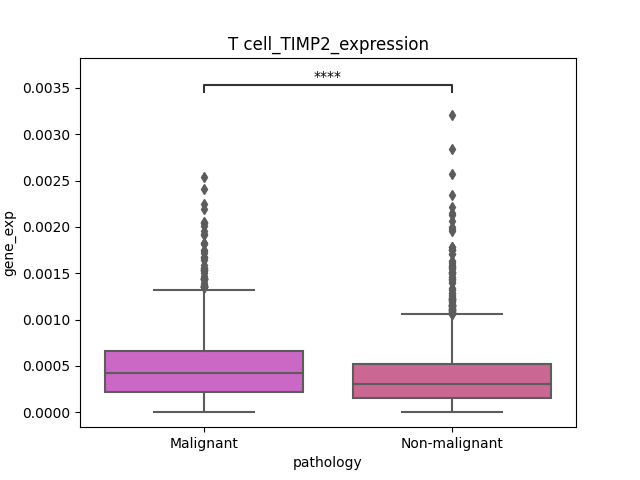 T cell_TIMP2_expression
****
0.0035
0.0030
0.0025
0.0020
0.0015
0.0010
0.0005
0.0000
gene_exp
Malignant
Non-malignant
pathology